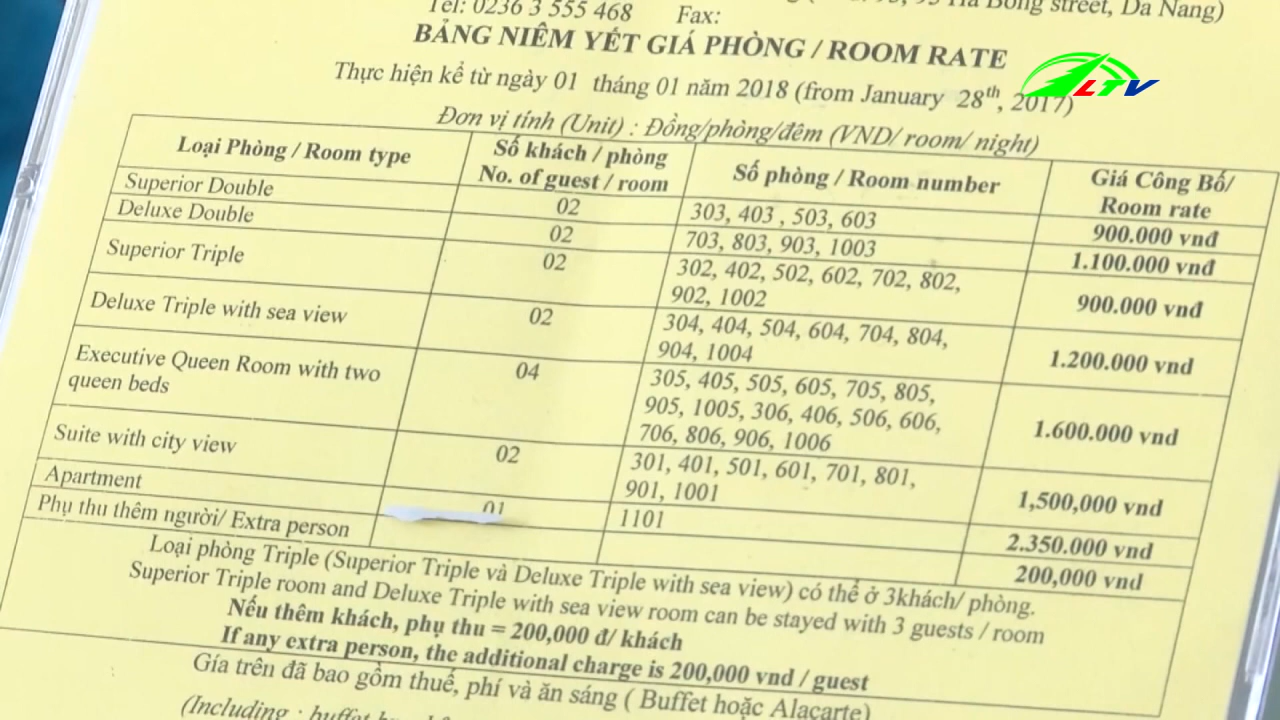 Tel: 0236 3 555 468 Fax:
Hà Bổng street, Da Nang)
BẢNG NIÊM YẾT GIÁ PHÒNG / ROOM RATE
Thực hiện kể từ ngày 01 tháng 01 năm 2018 (from January 28th, 2017)
LTV
Đơn vị tính (Unit) : Đồng/phòng/đêm (VND/ room/ night)
Loại Phòng / Room type
Số khách / phòng
No. of guest / room
Số phòng / Room number
Giá Công Bố/
Room rate
Superior Double 02 303, 403 , 503, 603 900.000 vnđ
Deluxe Double 02 703, 803, 903, 1003 1.100.000 vnđ
Superior Triple 02 302, 402, 502, 602, 702, 802,
902, 1002 900.000 vnđ
Deluxe Triple with sea view 02 304, 404, 504, 604, 704, 804,
904, 1004 1.200.000 vnd
Executive Queen Room with two
queen beds 04 305, 405, 505, 605, 705, 805,
905, 1005, 306, 406, 506, 606,
706, 806, 906, 1006 1.600.000 vnd
Suite with city view 02 301, 401, 501, 601, 701, 801,
901, 1001 1,500,000 vnd
Apartment 01 1101 2.350.000 vnd
Phụ thu thêm người/ Extra person 200,000 vnd
Loại phòng Triple (Superior Triple và Deluxe Triple with sea view) có thể ở 3khách/ phòng.
Superior Triple room and Deluxe Triple with sea view room can be stayed with 3 guests / room
Nếu thêm khách, phụ thu = 200,000 đ/ khách
If any extra person, the additional charge is 200,000 vnd / guest
Gía trên đã bao gồm thuế, phí và ăn sáng ( Buffet hoặc Alacarte)
(Including : buffet